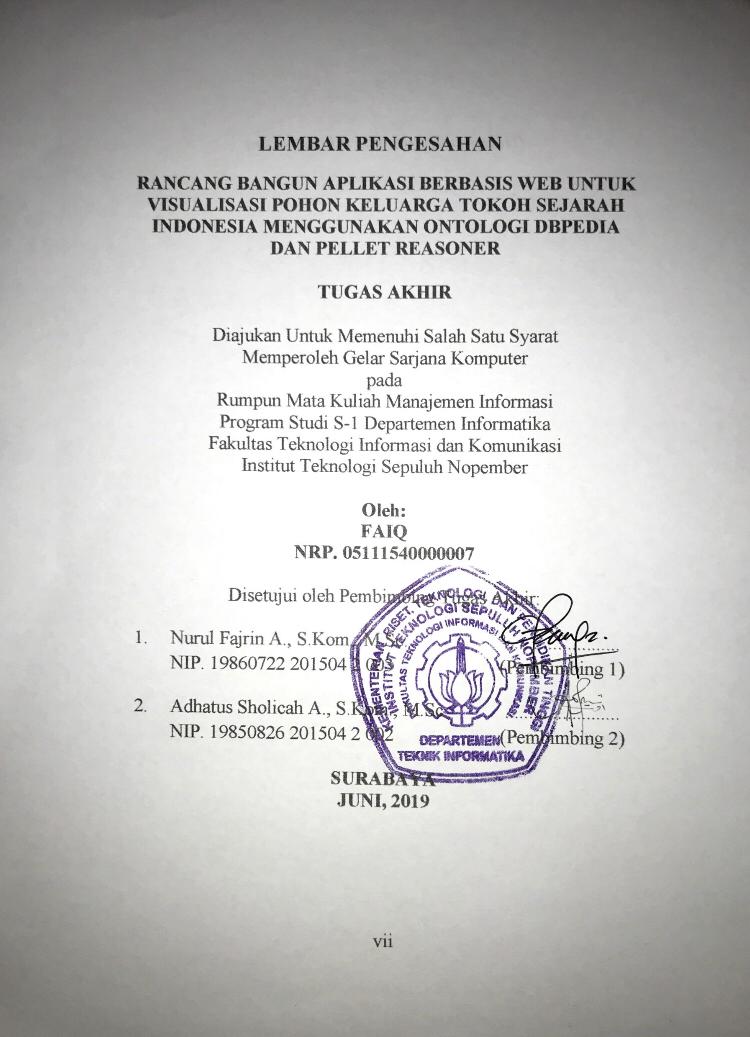 LEMBAR PENGESAHAN
RANCANG BANGUN APLIKASI BERBASIS WEB UNTUK
VISUALISASI POHON KELUARGA TOKOH SEJARAH
INDONESIA MENGGUNAKAN ONTOLOGI DBPEDIA
DAN PELLET REASONER
TUGAS AKHIR
Diajukan Untuk Memenuhi Salah Satu Syarat
Memperoleh Gelar Sarjana Komputer
pada
Rumpun Mata Kuliah Manajemen Informasi
Program Studi S-1 Departemen Informatika
Fakultas Teknologi Informasi dan Komunikasi
Institut Teknologi Sepuluh Nopember
Oleh:
FAIQ
NRP. 05111540000007
Disetujui oleh Pembimbing Tugas Akhir:
1. Nurul Fajrin A., S.Kom., M.Sc
NIP. 19860722 201504 2 003 (Pembimbing 1)
2. Adhatus Sholicah A., S.Kom., M.Sc
NIP. 19850826 201504 2 002 (Pembimbing 2)
KEMENTERIAN RISET, TEKNOLOGI DAN PENDIDIKAN TINGGI
INSTITUT TEKNOLOGI SEPULUH NOPEMBER
FAKULTAS TEKNOLOGI INFORMASI DAN KOMUNIKASI
DEPARTEMEN
TEKNIK INFORMATIKA
SURABAYA
JUNI, 2019
vii